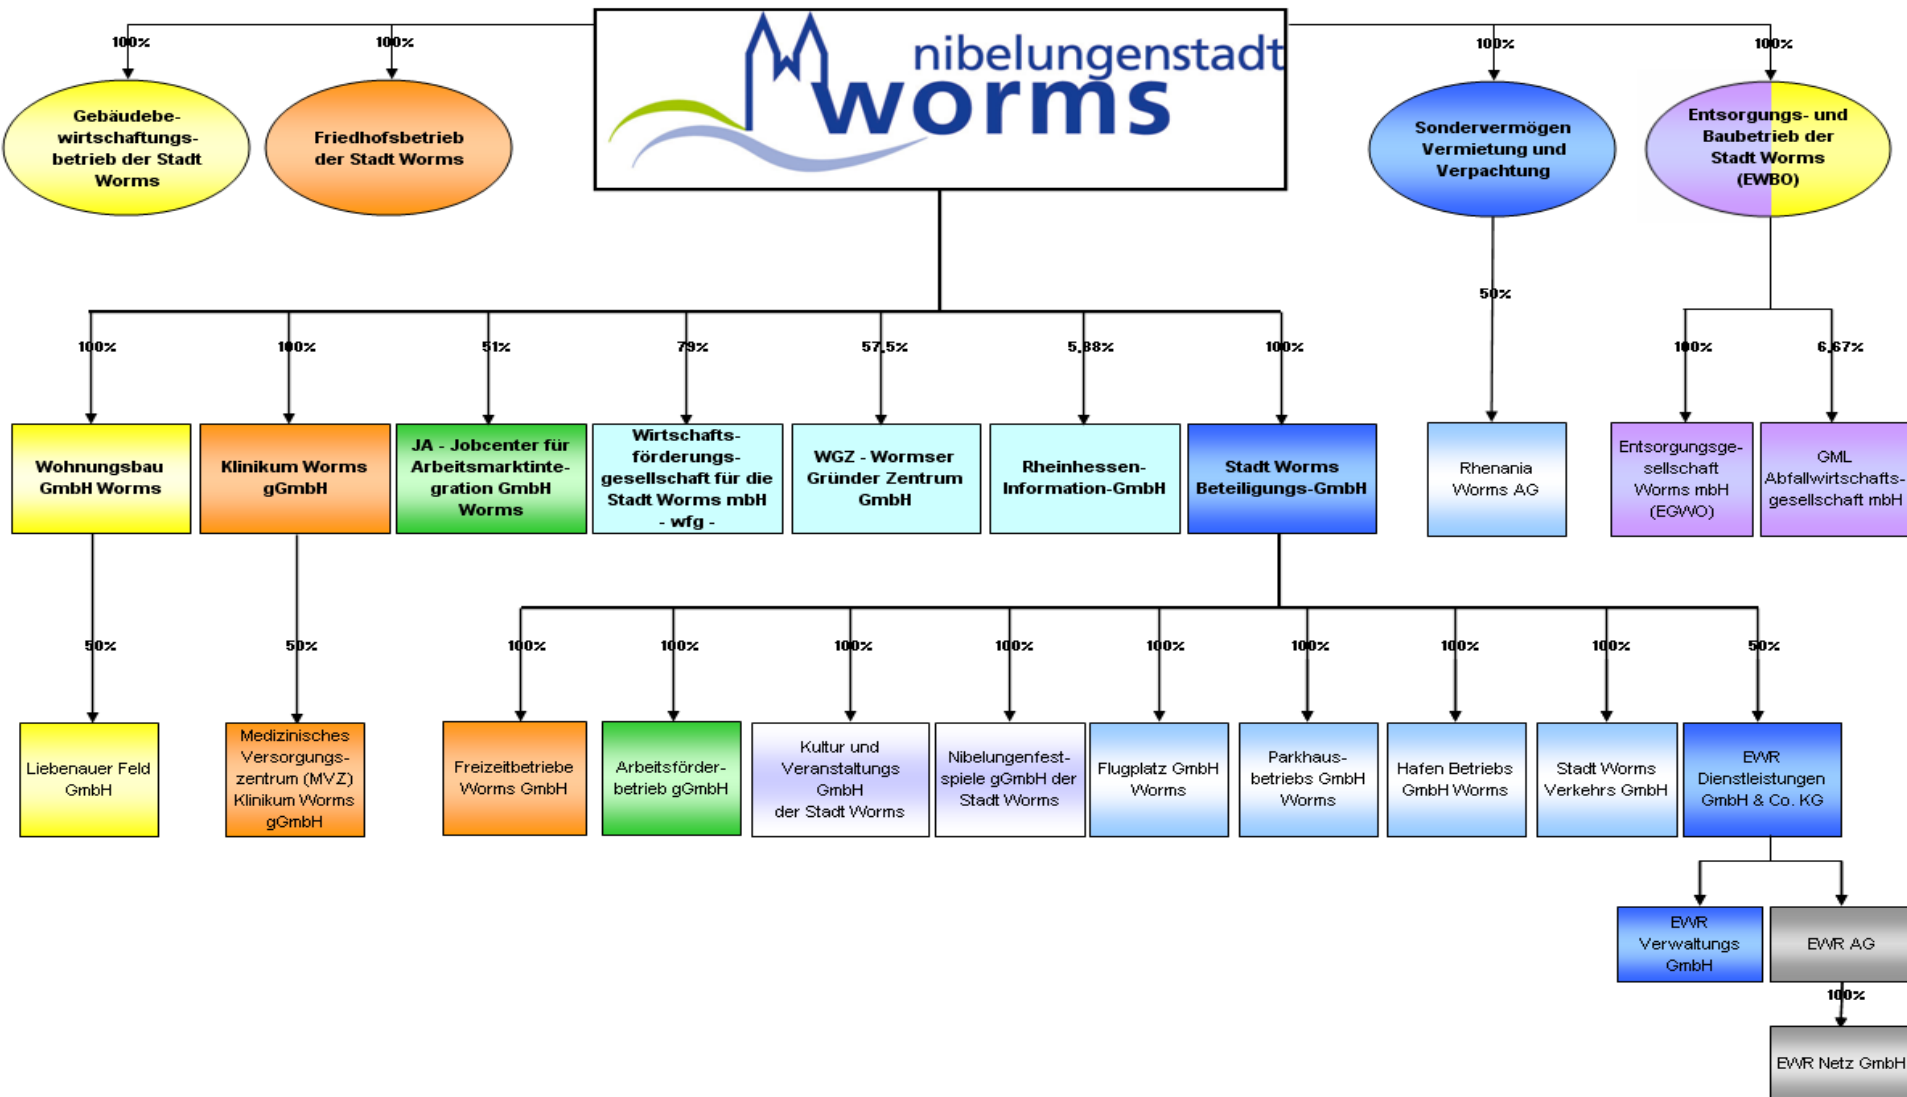 100%
100%
nibelungenstadt
worms
100%
100%
Gebäudebe-
wirtschaftungs-
betrieb der Stadt
Worms
Friedhofsbetrieb
der Stadt Worms
Sondervermögen
Vermietung und
Verpachtung
Entsorgungs- und
Baubetrieb der
Stadt Worms
(EWBO)
50%
100%
100%
51%
79%
57,5%
5,88%
100%
100%
6,67%
Wohnungsbau
GmbH Worms
Klinikum Worms
gGmbH
JA - Jobcenter für
Arbeitsmarktinte-
gration GmbH
Worms
Wirtschafts-
förderungs-
gesellschaft für die
Stadt Worms mbH
- wfg -
WGZ - Wormser
Gründer Zentrum
GmbH
Rheinhessen-
Information-GmbH
Stadt Worms
Beteiligungs-GmbH
Rhenania
Worms AG
Entsorgungsge-
sellschaft
Worms mbH
(EGWO)
GML
Abfallwirtschafts-
gesellschaft mbH
50%
50%
100%
100%
100%
100%
100%
100%
100%
100%
50%
Liebenauer Feld
GmbH
Medizinisches
Versorgungs-
zentrum (MVZ)
Klinikum Worms
gGmbH
Freizeitbetriebe
Worms GmbH
Arbeitsförder-
betrieb gGmbH
Kultur und
Veranstaltungs
GmbH
der Stadt Worms
Nibelungenfest-
spiele gGmbH der
Stadt Worms
Flugplatz GmbH
Worms
Parkhaus-
betriebs GmbH
Worms
Hafen Betriebs
GmbH Worms
Stadt Worms
Verkehrs GmbH
EWR
Dienstleistungen
GmbH & Co. KG
EWR
Verwaltungs
GmbH
EWR AG
100%
EWR Netz GmbH